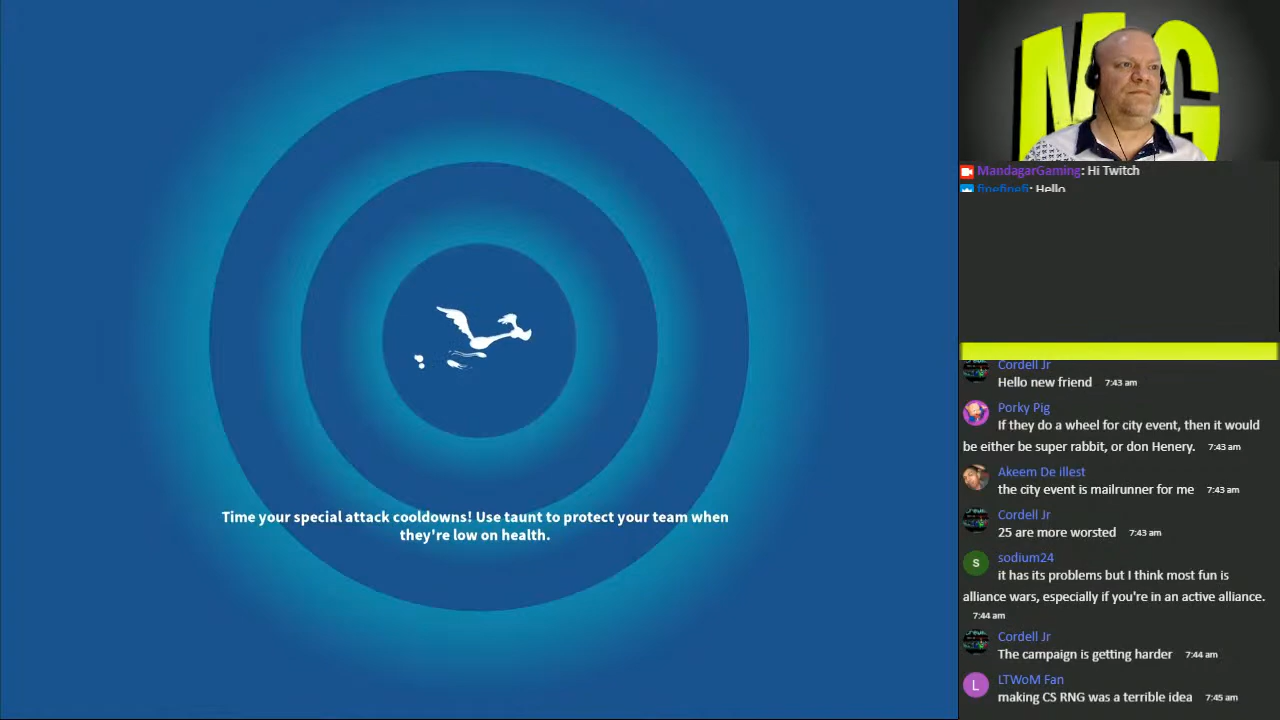 MG
MandagarGaming: Hi Twitch
finefinefi: Hello
Cordell Jr
Hello new friend 7:43 am
Porky Pig
If they do a wheel for city event, then it would
be either be super rabbit, or don Henery. 7:43 am
Akeem De illest
the city event is mailrunner for me 7:43 am
Cordell Jr
25 are more worsted 7:43 am
S sodium24
it has its problems but I think most fun is
alliance wars, especially if you're in an active alliance.
7:44 am
Cordell Jr
The campaign is getting harder 7:44 am
L LTWoM Fan
making CS RNG was a terrible idea 7:45 am
Time your special attack cooldowns! Use taunt to protect your team when
they're low on health.